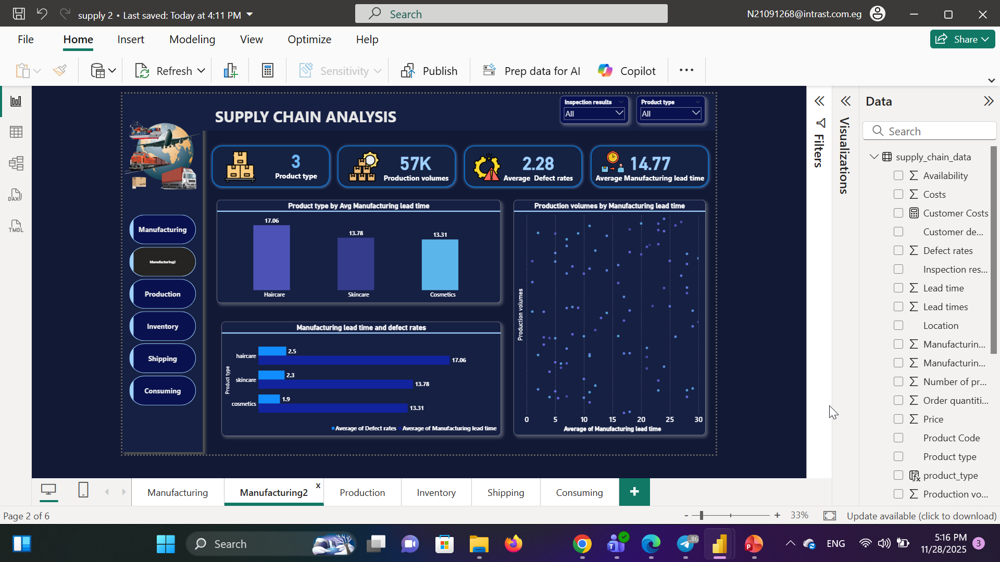 supply 2 • Last saved: Today at 4:11 PM
Search
N21091268@intrast.com.eg
File
Home
Insert
Modeling
View
Optimize
Help
Share
Refresh
Sensitivity
Publish
Prep data for AI
Copilot
SUPPLY CHAIN ANALYSIS
Inspection results
All
Product type
All
3
Product type
57K
Production volumes
2.28
Average Defect rates
14.77
Average Manufacturing lead time
Manufacturing
Manufacturing2
Production
Inventory
Shipping
Consuming
Product type by Avg Manufacturing lead time
17.06
13.78
13.31
Haircare
Skincare
Cosmetics
Manufacturing lead time and defect rates
Product type
haircare
2.5
17.06
skincare
2.3
13.78
cosmetics
1.9
13.31
Average of Defect rates
Average of Manufacturing lead time
Production volumes by Manufacturing lead time
Production volumes
0 5 10 15 20 25 30
Average of Manufacturing lead time
Filters
Visualizations
Data
Search
supply_chain_data
Availability
Costs
Customer Costs
Customer de...
Defect rates
Inspection res...
Lead time
Lead times
Location
Manufacturin...
Manufacturin...
Number of pr...
Order quantiti...
Price
Product Code
Product type
product_type
Production vo...
DAX
TMDL
Manufacturing
Manufacturing2
x
Production
Inventory
Shipping
Consuming
+
Page 2 of 6
- + 33%
Update available (click to download)
Search
..86
ENG
5:16 PM
11/28/2025
3